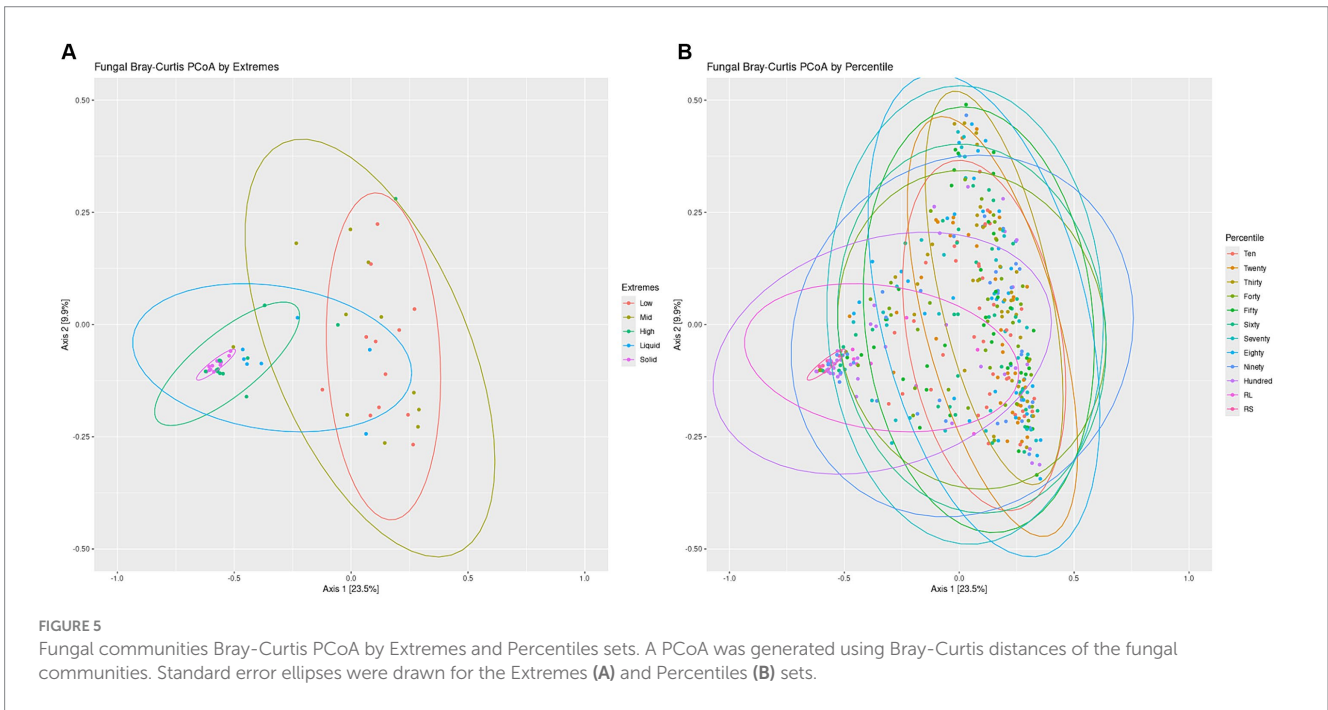 A
Fungal Bray-Curtis PCoA by Extremes
0.50
0.25
0.00
-0.25
-0.50
Axis 2 [9.9%]
-1.0
-0.5
0.0
0.5
1.0
Axis 1 [23.5%]
Extremes
Low
Mid
High
Liquid
Solid
B
Fungal Bray-Curtis PCoA by Percentile
0.50
0.25
0.00
-0.25
-0.50
Axis 2 [9.9%]
-1.0
-0.5
0.0
0.5
1.0
Axis 1 [23.5%]
Percentile
Ten
Twenty
Thirty
Forty
Fifty
Sixty
Seventy
Eighty
Ninety
Hundred
RL
RS
FIGURE 5
Fungal communities Bray-Curtis PCoA by Extremes and Percentiles sets. A PCoA was generated using Bray-Curtis distances of the fungal
communities. Standard error ellipses were drawn for the Extremes (A) and Percentiles (B) sets.